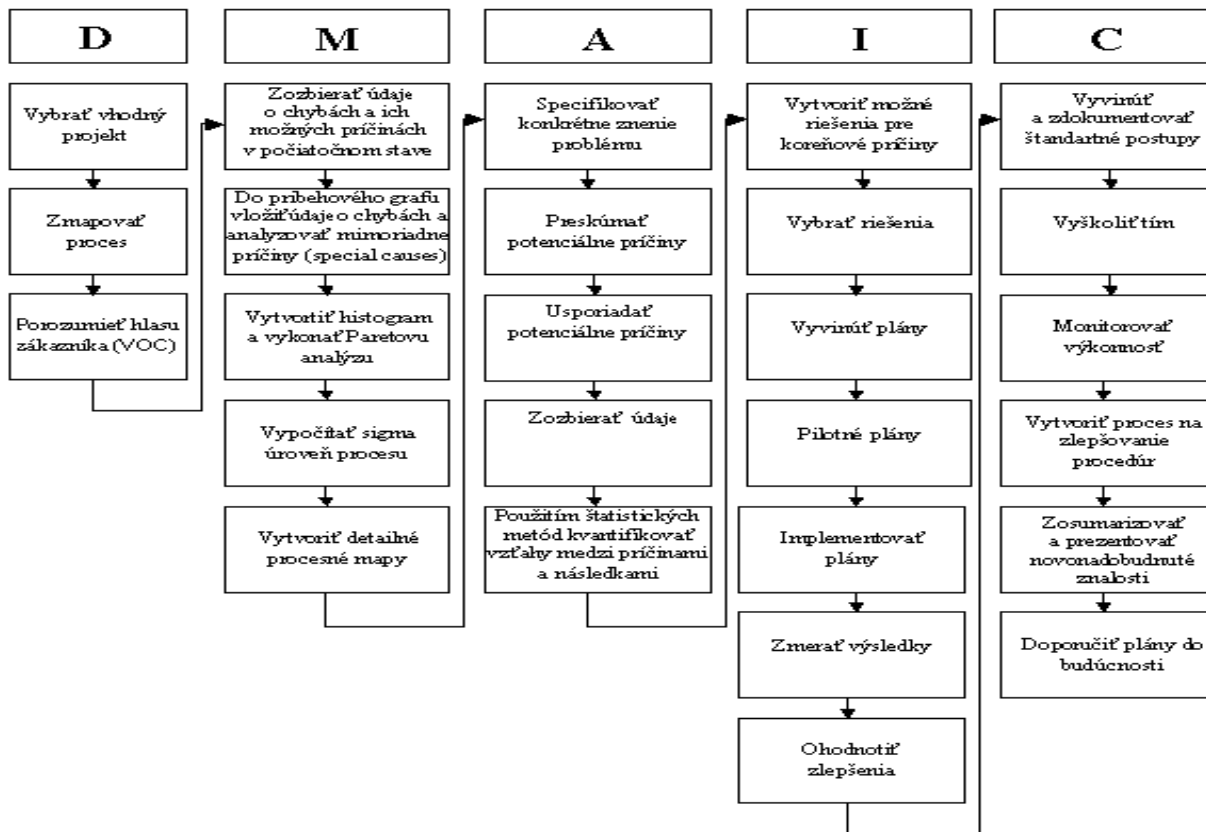 D
M
A
I
C
Vybrať vhodný
projekt
Zmapovať
proces
Porozumieť hlasu
zákazníka (VOC)
Zozbierať údaje
o chybách a ich
možných príčinách
v počiatočnom stave
Do pribehového grafu
vložiť údaje o chybách a
analyzovať mimoriadne
príčiny (special causes)
Vytvortiť histogram
a vykonať Paretovu
analýzu
Vypočítať sigma
úroveň procesu
Vytvoriť detailné
procesné mapy
Specifikovať
konkrétne znenie
problému
Preskúmať
potenciálne príčiny
Usporiadať
potenciálne príčiny
Zozbierať údaje
Použitím štatistických
metód kvantifikovať
vzťahy medzi príčinami
a následkami
Vytvoriť možné
riešenia pre
koreňové príčiny
Vybrať riešenia
Vyvinúť plány
Pilotné plány
Implementovať
plány
Zmerať výsledky
Ohodnotiť
zlepšenia
Vyvinúť
a zdokumentovať
štandartné postupy
Vyškoliť tím
Monitorovať
výkonnosť
Vytvoriť proces na
zlepšovanie
procedúr
Zosumarizovať
a prezentovať
novonadobudnuté
znalosti
Doporučiť plány do
budúcnosti